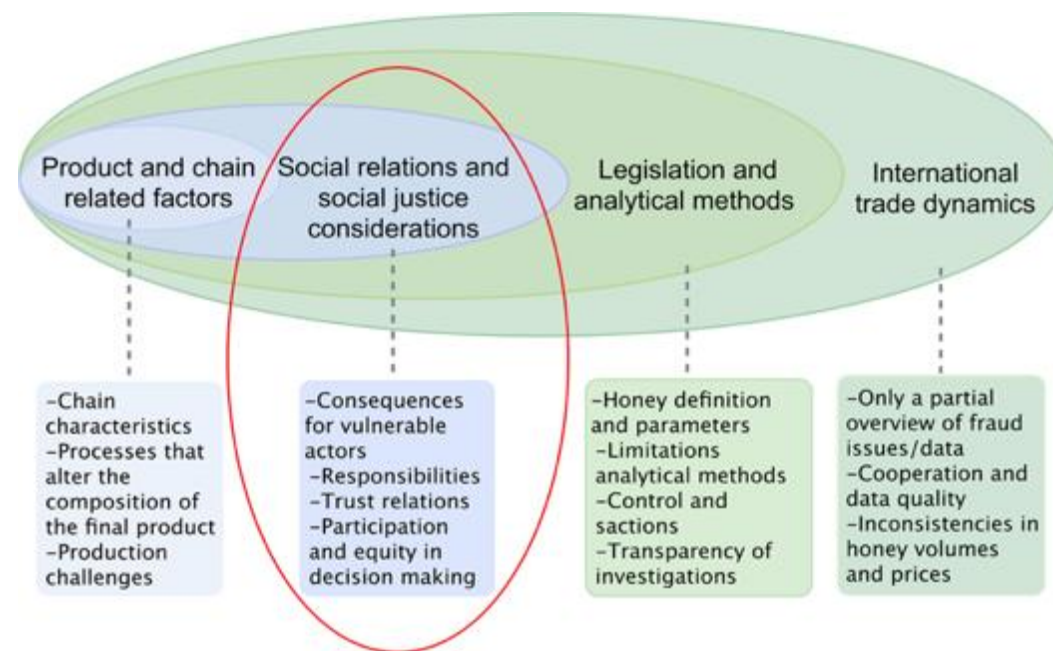 Product and chain
related factors
Social relations and
social justice
considerations
Legislation and
analytical methods
International
trade dynamics
-Chain
characteristics
-Processes that
alter the
composition of
the final product
-Production
challenges
-Consequences
for vulnerable
actors
-Responsibilities
-Trust relations
-Participation
and equity in
decision making
-Honey definition
and parameters
-Limitations
analytical methods
-Control and
sactions
-Transparency of
investigations
-Only a partial
overview of fraud
issues/data
-Cooperation and
data quality
-Inconsistencies in
honey volumes
and prices